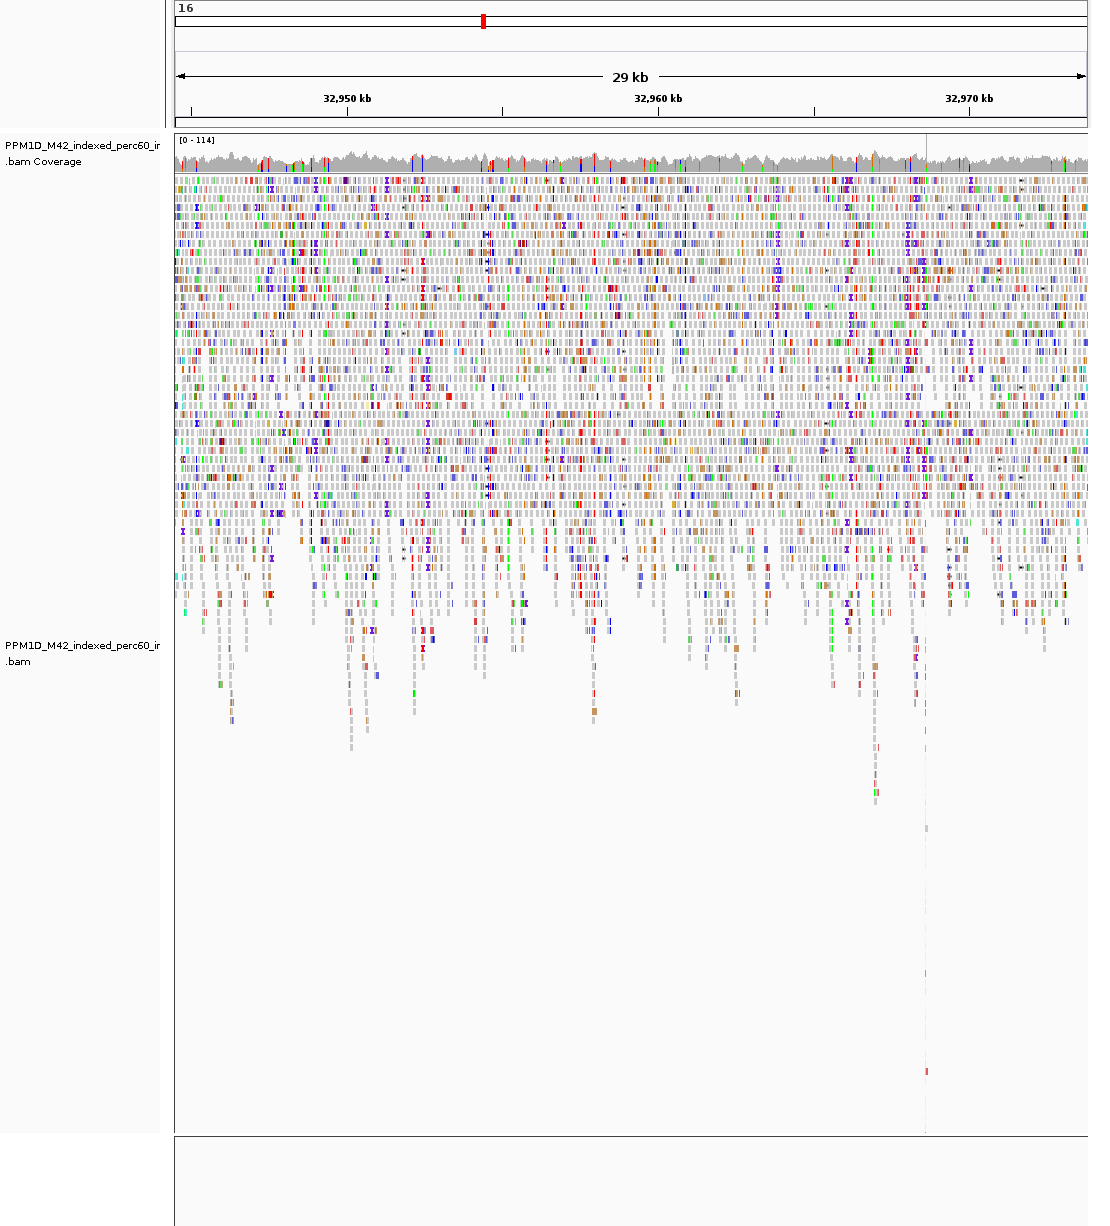 16
29 kb
32,950 kb 32,960 kb 32,970 kb
[0 - 114]
PPM1D_M42_indexed_perc60_ir
.bam Coverage
PPM1D_M42_indexed_perc60_ir
.bam